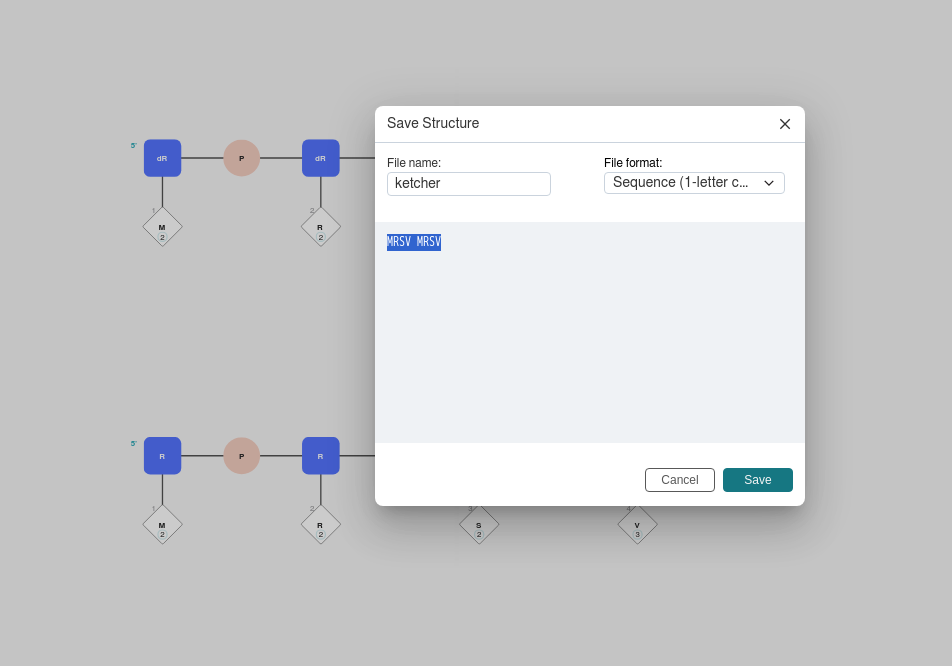 Save Structure
File name:
File format:
ketcher
Sequence (1-letter c...
MRSV MRSV
Cancel
Save
5'
dR
P
dR
1
2
M
R
2
2
5'
R
P
R
1
2
3
4
M
R
S
V
2
2
2
3